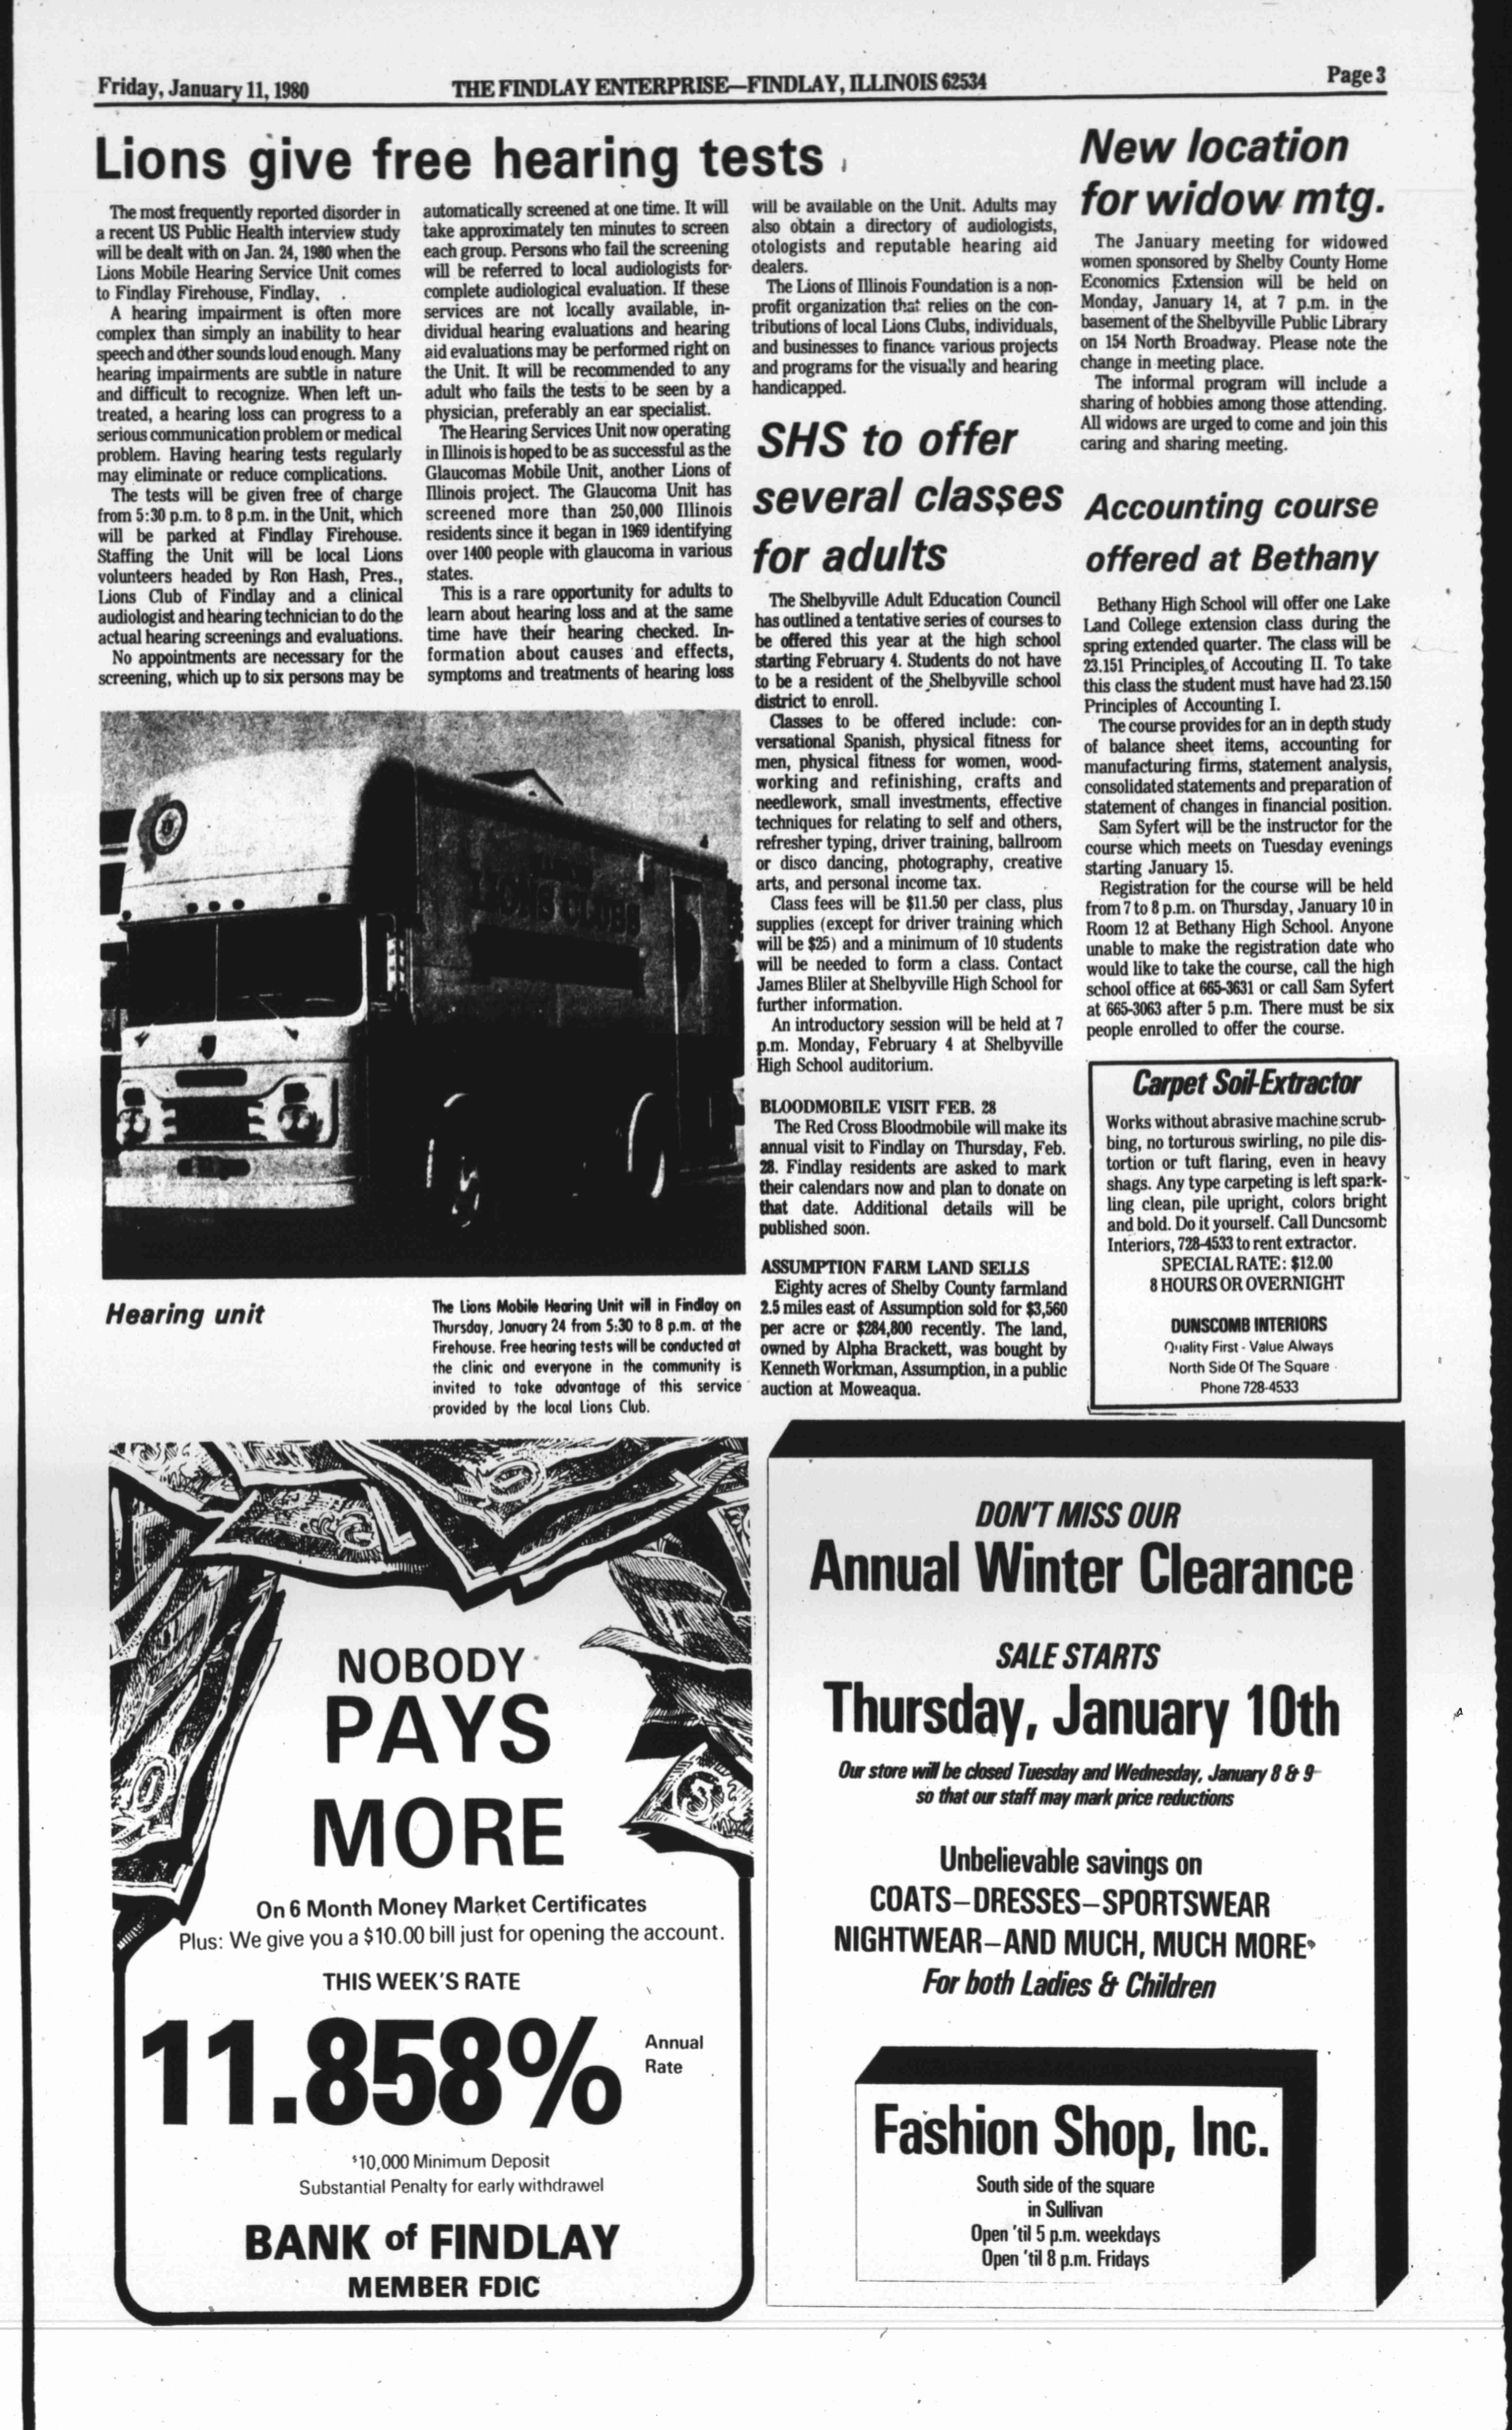 Friday, January 11, 1980
THE FINDLAY ENTERPRISE—FINDLAY, ILLINOIS 62534
Page 3
Lions give free hearing tests
The most frequently reported disorder in
a recent US Public Health interview study
will be dealt with on Jan. 24, 1980 when the
Lions Mobile Hearing Service Unit comes
to Findlay Firehouse, Findlay.
A hearing impairment is often more
complex than simply an inability to hear
speech and other sounds loud enough. Many
hearing impairments are subtle in nature
and difficult to recognize. When left un-
treated, a hearing loss can progress to a
serious communication problem or medical
problem. Having hearing tests regularly
may eliminate or reduce complications.
The tests will be given free of charge
from 5:30 p.m. to 8 p.m. in the Unit, which
will be parked at Findlay Firehouse.
Staffing the Unit will be local Lions
volunteers headed by Ron Hash, Pres.,
Lions Club of Findlay and a clinical
audiologist and hearing technician to do the
actual hearing screenings and evaluations.
No appointments are necessary for the
screening, which up to six persons may be
automatically screened at one time. It will
take approximately ten minutes to screen
each group. Persons who fail the screening
will be referred to local audiologists for
complete audiological evaluation. If these
services are not locally available, in-
dividual hearing evaluations and hearing
aid evaluations may be performed right on
the Unit. It will be recommended to any
adult who fails the tests to be seen by a
physician, preferably an ear specialist.
The Hearing Services Unit now operating
in Illinois is hoped to be as successful as the
Glaucomas Mobile Unit, another Lions of
Illinois project. The Glaucoma Unit has
screened more than 250,000 Illinois
residents since it began in 1969 identifying
over 1400 people with glaucoma in various
states.
This is a rare opportunity for adults to
learn about hearing loss and at the same
time have their hearing checked. In-
formation about causes and effects,
symptoms and treatments of hearing loss
will be available on the Unit. Adults may
also obtain a directory of audiologists,
otologists and reputable hearing aid
dealers.
The Lions of Illinois Foundation is a non-
profit organization that relies on the con-
tributions of local Lions Clubs, individuals,
and businesses to finance various projects
and programs for the visually and hearing
handicapped.
LIONS CLUBS
Hearing unit
The Lions Mobile Hearing Unit will in Findlay on
Thursday, January 24 from 5:30 to 8 p.m. at the
Firehouse. Free hearing tests will be conducted at
the clinic and everyone in the community is
invited to take advantage of this service
provided by the local Lions Club.
SHS to offer
several classes
for adults
The Shelbyville Adult Education Council
has outlined a tentative series of courses to
be offered this year at the high school
starting February 4. Students do not have
to be a resident of the Shelbyville school
district to enroll.
Classes to be offered include: con-
versational Spanish, physical fitness for
men, physical fitness for women, wood-
working and refinishing, crafts and
needlework, small investments, effective
techniques for relating to self and others,
refresher typing, driver training, ballroom
or disco dancing, photography, creative
arts, and personal income tax.
Class fees will be $11.50 per class, plus
supplies (except for driver training which
will be $25) and a minimum of 10 students
will be needed to form a class. Contact
James Bliler at Shelbyville High School for
further information.
An introductory session will be held at 7
p.m. Monday, February 4 at Shelbyville
High School auditorium.
BLOODMOBILE VISIT FEB. 28
The Red Cross Bloodmobile will make its
annual visit to Findlay on Thursday, Feb.
28. Findlay residents are asked to mark
their calendars now and plan to donate on
that date. Additional details will be
published soon.
ASSUMPTION FARM LAND SELLS
Eighty acres of Shelby County farmland
2.5 miles east of Assumption sold for $3,560
per acre or $284,800 recently. The land,
owned by Alpha Brackett, was bought by
Kenneth Workman, Assumption, in a public
auction at Moweaqua.
New location
for widow mtg.
The January meeting for widowed
women sponsored by Shelby County Home
Economics Extension will be held on
Monday, January 14, at 7 p.m. in the
basement of the Shelbyville Public Library
on 154 North Broadway. Please note the
change in meeting place.
The informal program will include a
sharing of hobbies among those attending.
All widows are urged to come and join this
caring and sharing meeting.
Accounting course
offered at Bethany
Bethany High School will offer one Lake
Land College extension class during the
spring extended quarter. The class will be
23.151 Principles of Accouting II. To take
this class the student must have had 23.150
Principles of Accounting I.
The course provides for an in depth study
of balance sheet items, accounting for
manufacturing firms, statement analysis,
consolidated statements and preparation of
statement of changes in financial position.
Sam Syfert will be the instructor for the
course which meets on Tuesday evenings
starting January 15.
Registration for the course will be held
from 7 to 8 p.m. on Thursday, January 10 in
Room 12 at Bethany High School. Anyone
unable to make the registration date who
would like to take the course, call the high
school office at 665-3631 or call Sam Syfert
at 665-3063 after 5 p.m. There must be six
people enrolled to offer the course.
Carpet Soil-Extractor
Works without abrasive machine scrub-
bing, no torturous swirling, no pile dis-
tortion or tuft flaring, even in heavy
shags. Any type carpeting is left spark-
ling clean, pile upright, colors bright
and bold. Do it yourself. Call Duncsomb
Interiors, 728-4533 to rent extractor.
SPECIAL RATE: $12.00
8 HOURS OR OVERNIGHT
DUNSCOMB INTERIORS
Quality First - Value Always
North Side Of The Square
Phone 728-4533
NOBODY
PAYS
MORE
On 6 Month Money Market Certificates
Plus: We give you a $10.00 bill just for opening the account.
THIS WEEK'S RATE
11.858%
Annual
Rate
$10,000 Minimum Deposit
Substantial Penalty for early withdrawel
BANK of FINDLAY
MEMBER FDIC
DON'T MISS OUR
Annual Winter Clearance
SALE STARTS
Thursday, January 10th
Our store will be closed Tuesday and Wednesday, January 8 & 9
so that our staff may mark price reductions
Unbelievable savings on
COATS–DRESSES–SPORTSWEAR
NIGHTWEAR–AND MUCH, MUCH MORE
For both Ladies & Children
Fashion Shop, Inc.
South side of the square
in Sullivan
Open 'til 5 p.m. weekdays
Open 'til 8 p.m. Fridays